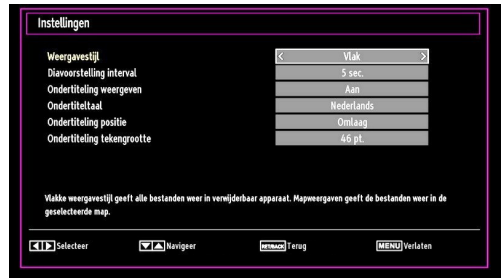 Instellingen
Weergavestijl < Vlak >
Diavoorstelling interval 5 sec.
Ondertiteling weergeven Aan
Ondertiteltaal Nederlands
Ondertiteling positie Omlaag
Ondertiteling tekengrootte 46 pt.
Vlakke weergavestijl geeft alle bestanden weer in verwijderbaar apparaat. Mapweergaven geeft de bestanden weer in de
geselecteerde map.
Selecteer Navigeer RETBACK Terug MENU Verlaten